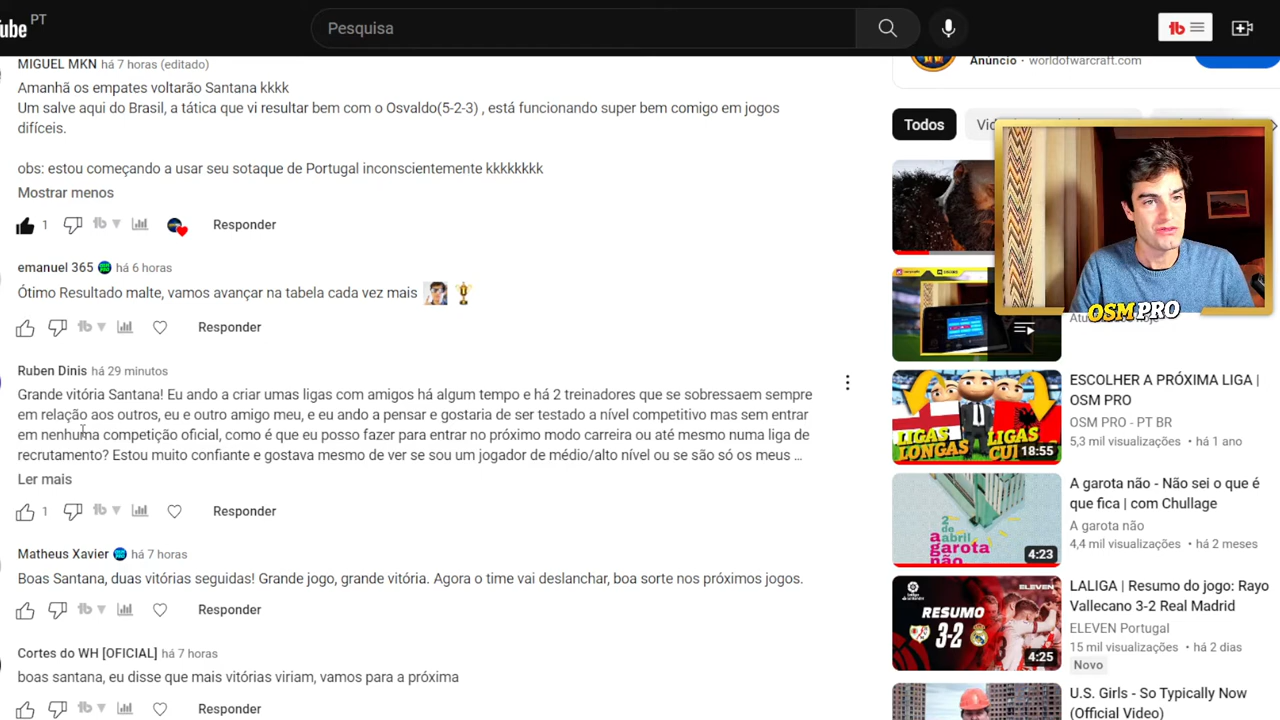 ube PT
Pesquisa
MIGUEL MKN há 7 horas (editado)
Amanhã os empates voltarão Santana kkkk
Um salve aqui do Brasil, a tática que vi resultar bem com o Osvaldo(5-2-3) , está funcionando super bem comigo em jogos
difíceis.
obs: estou começando a usar seu sotaque de Portugal inconscientemente kkkkkkkk
Mostrar menos
1 Responder
emanuel 365 há 6 horas
Ótimo Resultado malte, vamos avançar na tabela cada vez mais
Responder
Ruben Dinis há 29 minutos
Grande vitória Santana! Eu ando a criar umas ligas com amigos há algum tempo e há 2 treinadores que se sobressaem sempre
em relação aos outros, eu e outro amigo meu, e eu ando a pensar e gostaria de ser testado a nível competitivo mas sem entrar
em nenhuma competição oficial, como é que eu posso fazer para entrar no próximo modo carreira ou até mesmo numa liga de
recrutamento? Estou muito confiante e gostava mesmo de ver se sou um jogador de médio/alto nível ou se são só os meus ...
Ler mais
1 Responder
Matheus Xavier há 7 horas
Boas Santana, duas vitórias seguidas! Grande jogo, grande vitória. Agora o time vai deslanchar, boa sorte nos próximos jogos.
Responder
Cortes do WH [OFICIAL] há 7 horas
boas santana, eu disse que mais vitórias viriam, vamos para a próxima
Responder
Anúncio • worldofwarcraft.com
Todos
OSM PRO
ESCOLHER A PRÓXIMA LIGA |
OSM PRO
OSM PRO - PT BR
5,3 mil visualizações • há 1 ano
LIGAS LONGAS
LIGAS
18:55
A garota não - Não sei o que é
que fica | com Chullage
A garota não
4,4 mil visualizações • há 2 meses
2 de abril
a garota não
4:23
LALIGA | Resumo do jogo: Rayo
Vallecano 3-2 Real Madrid
ELEVEN Portugal
15 mil visualizações • há 2 dias
Novo
RESUMO
3-2
ELEVEN
4:25
U.S. Girls - So Typically Now
(Official Video)